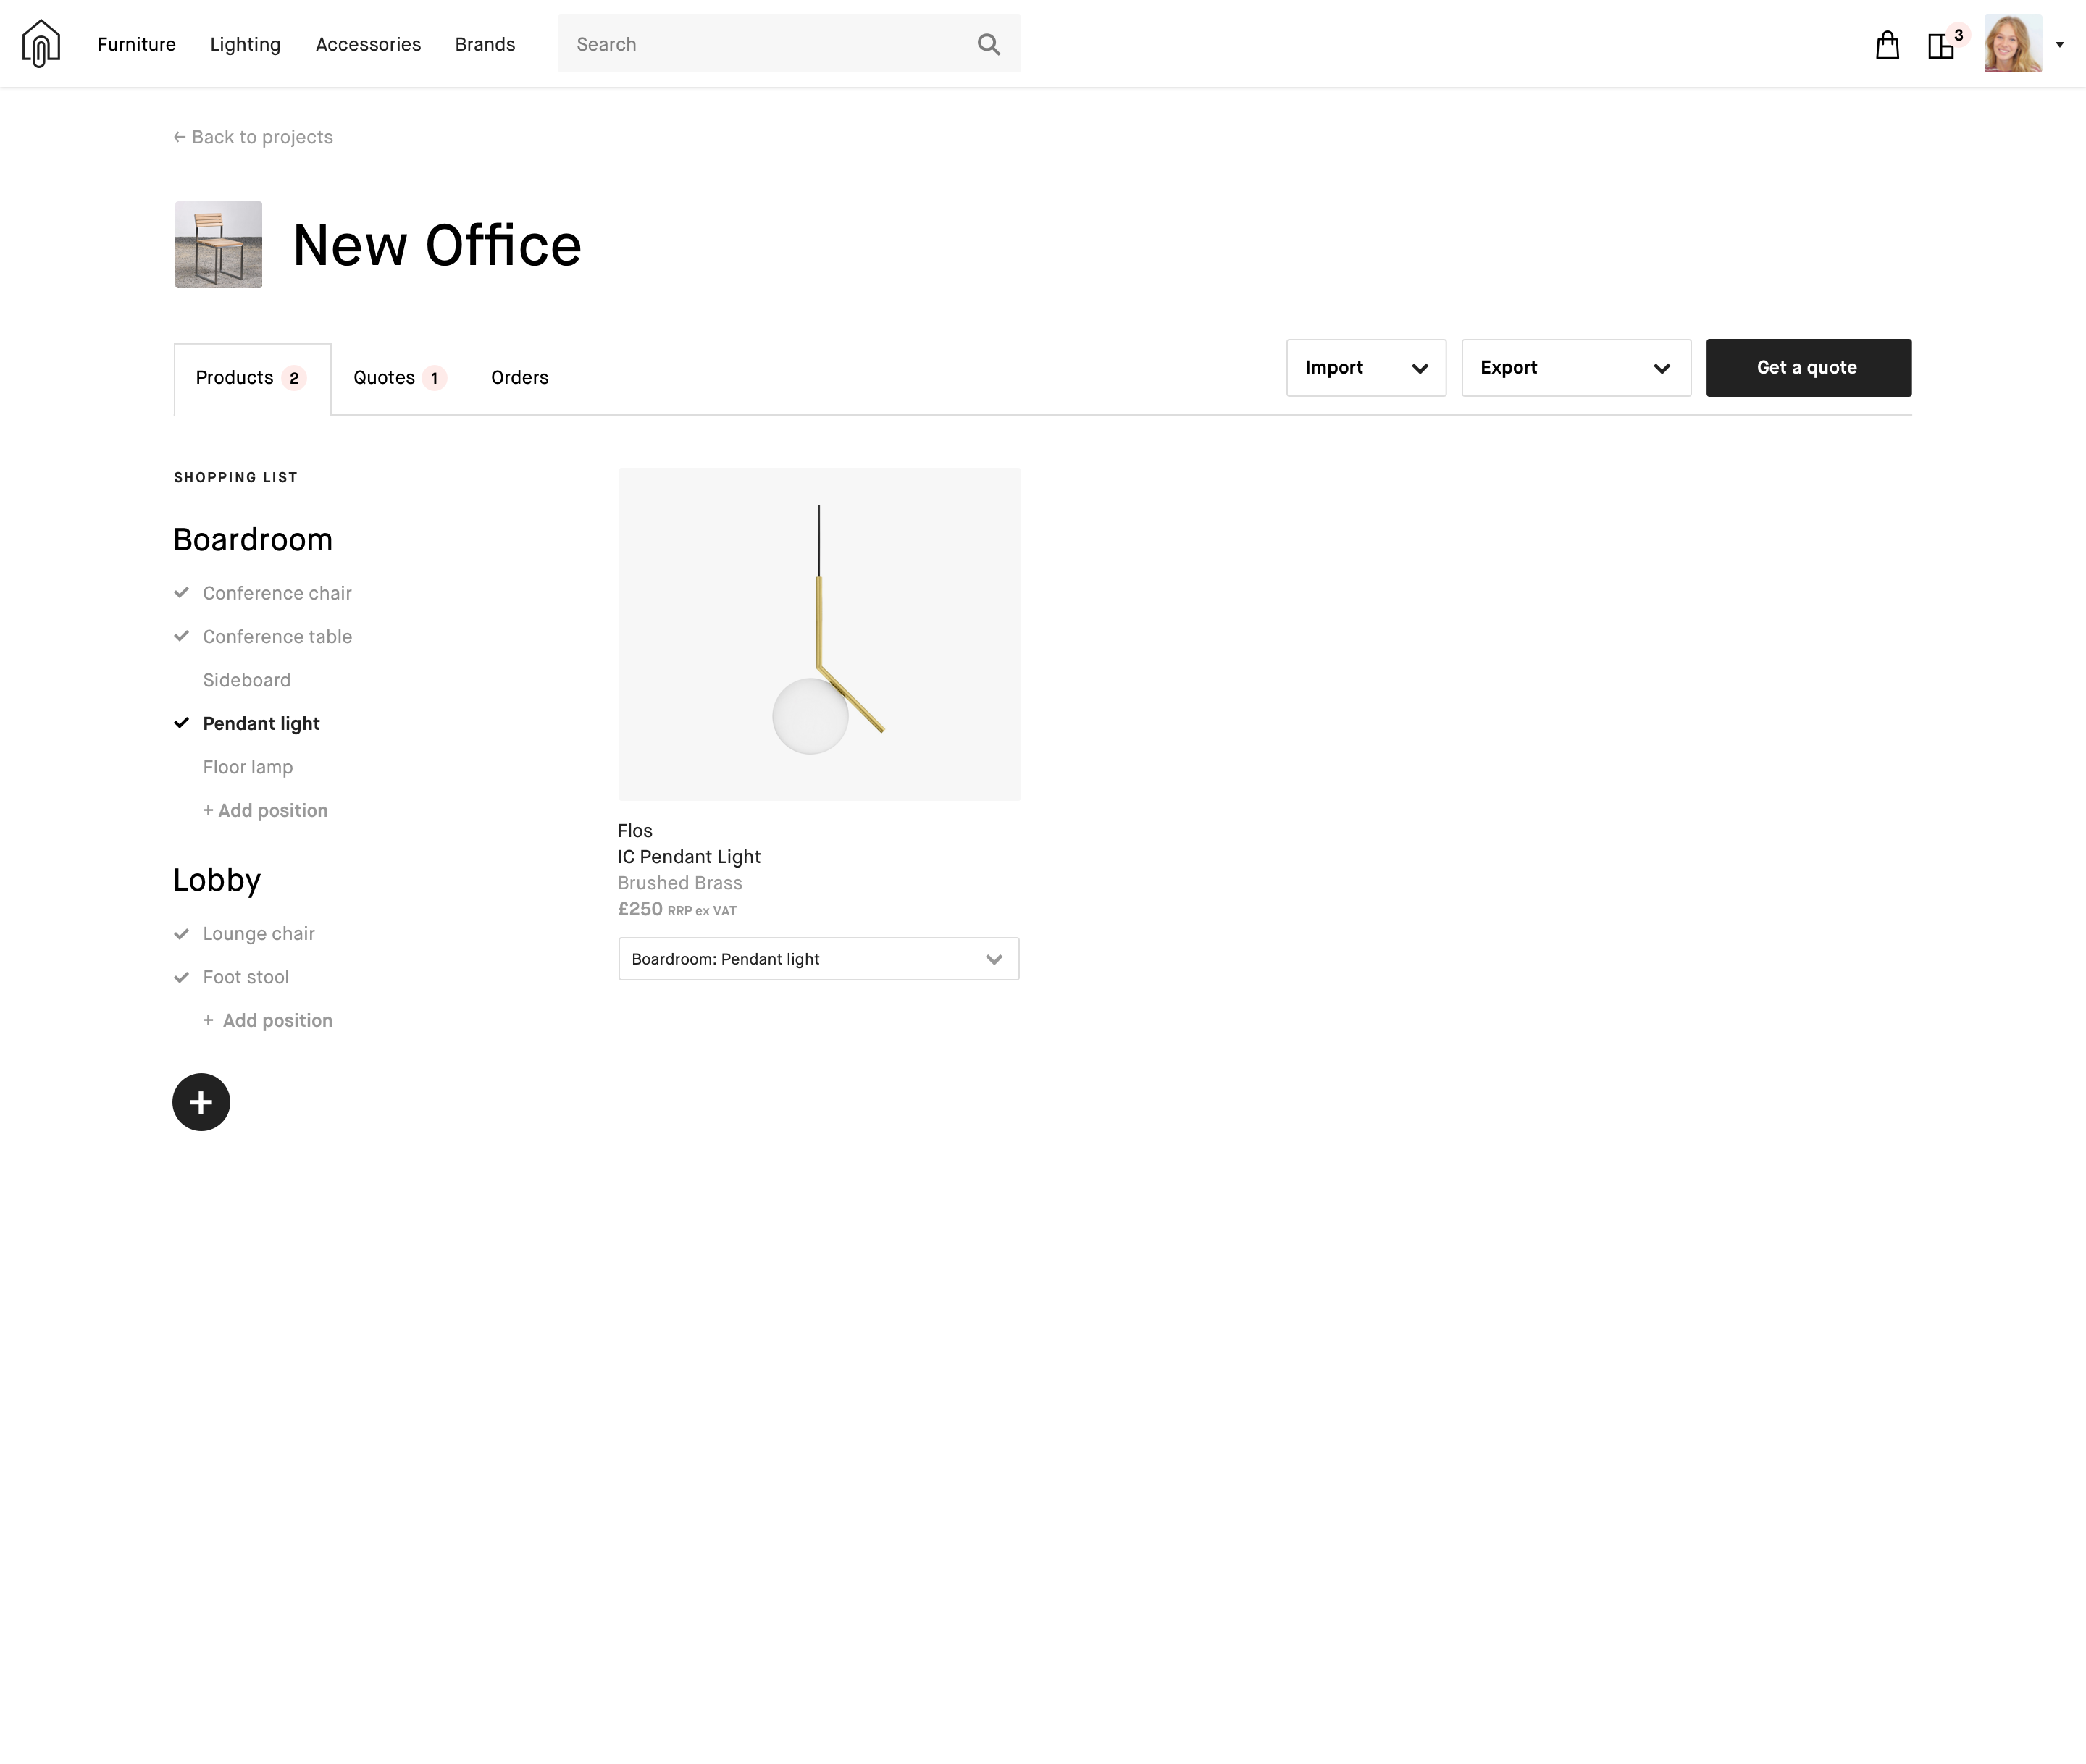 Furniture Lighting Accessories Brands Search 3
← Back to projects
New Office
Products 2 Quotes 1 Orders Import Export Get a quote
SHOPPING LIST
Boardroom
Conference chair
Conference table
Sideboard
Pendant light
Floor lamp
+ Add position
Lobby
Lounge chair
Foot stool
+ Add position
Flos
IC Pendant Light
Brushed Brass
£250 RRP ex VAT
Boardroom: Pendant light